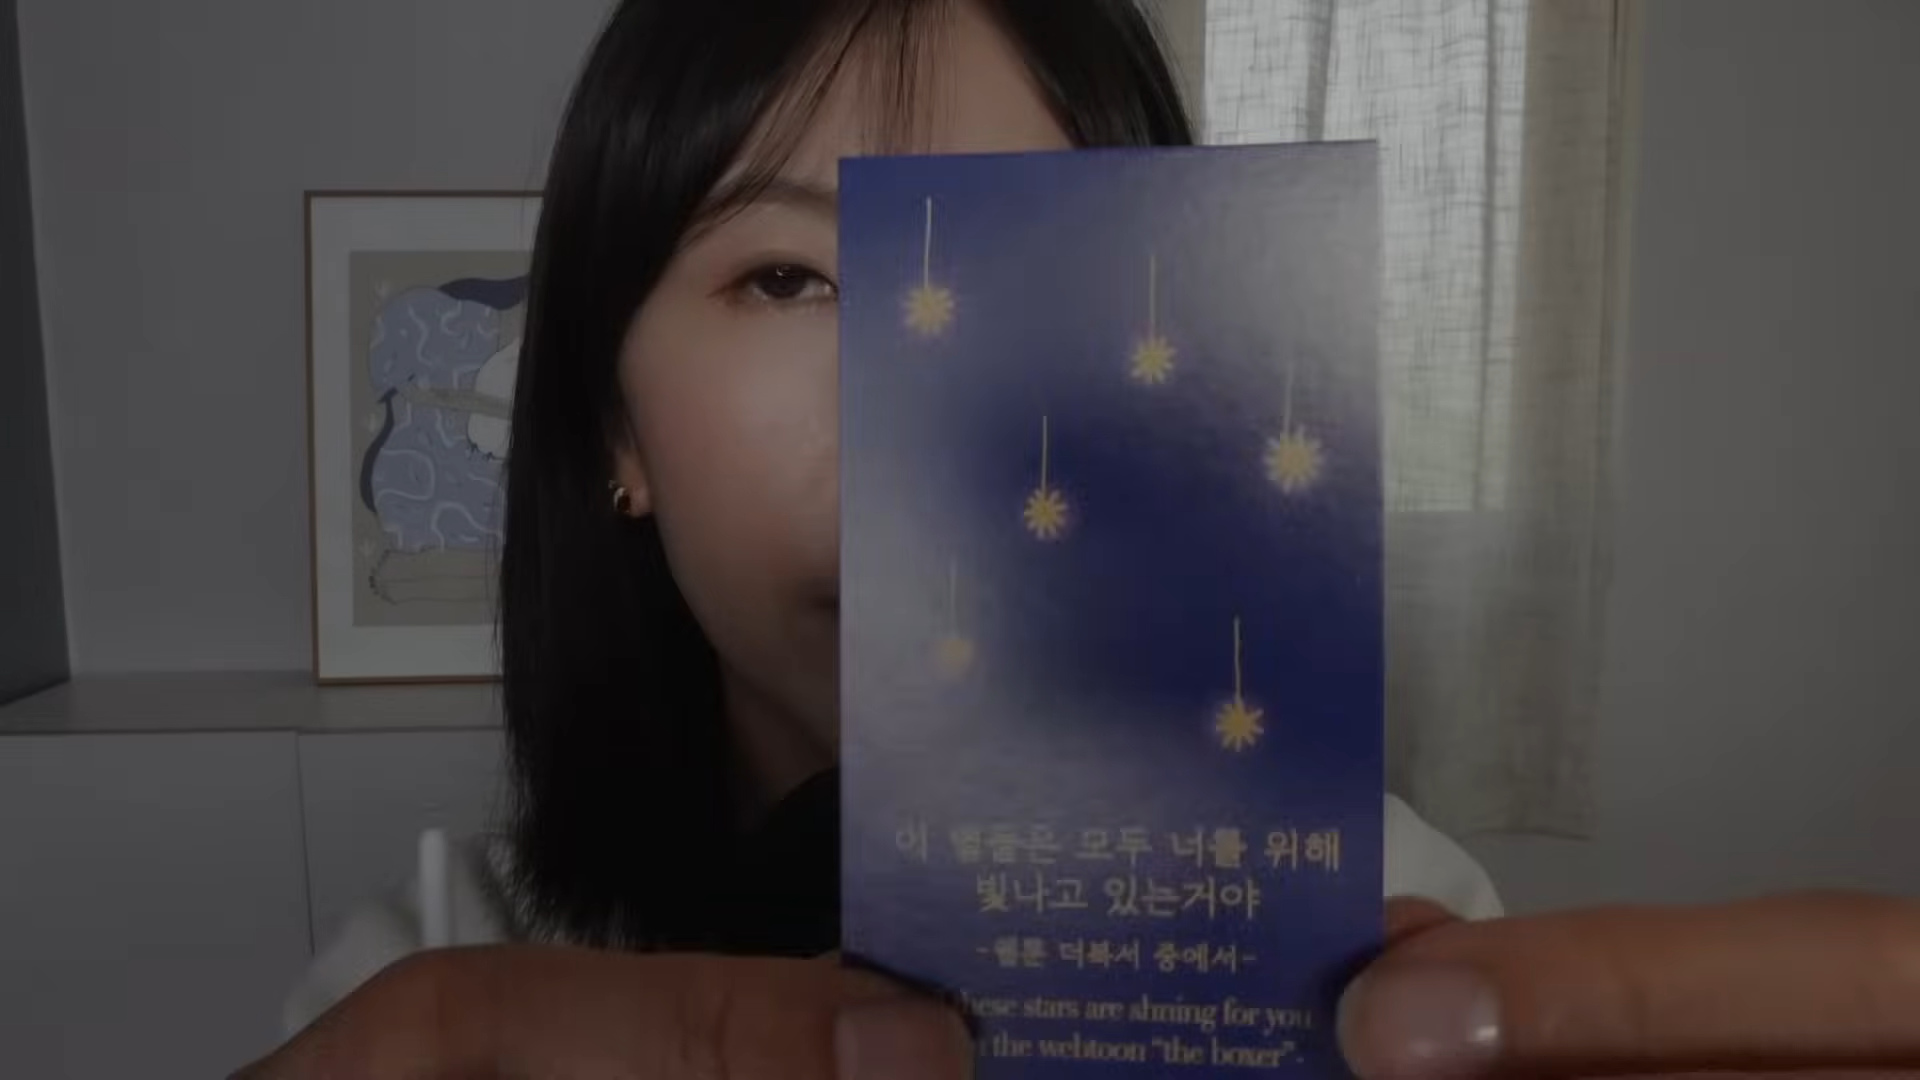 이 별들은 모두 너를 위해
빛나고 있는거야
-웹툰 더복서 중에서-
these stars are shining for you
the webtoon "the boxer".